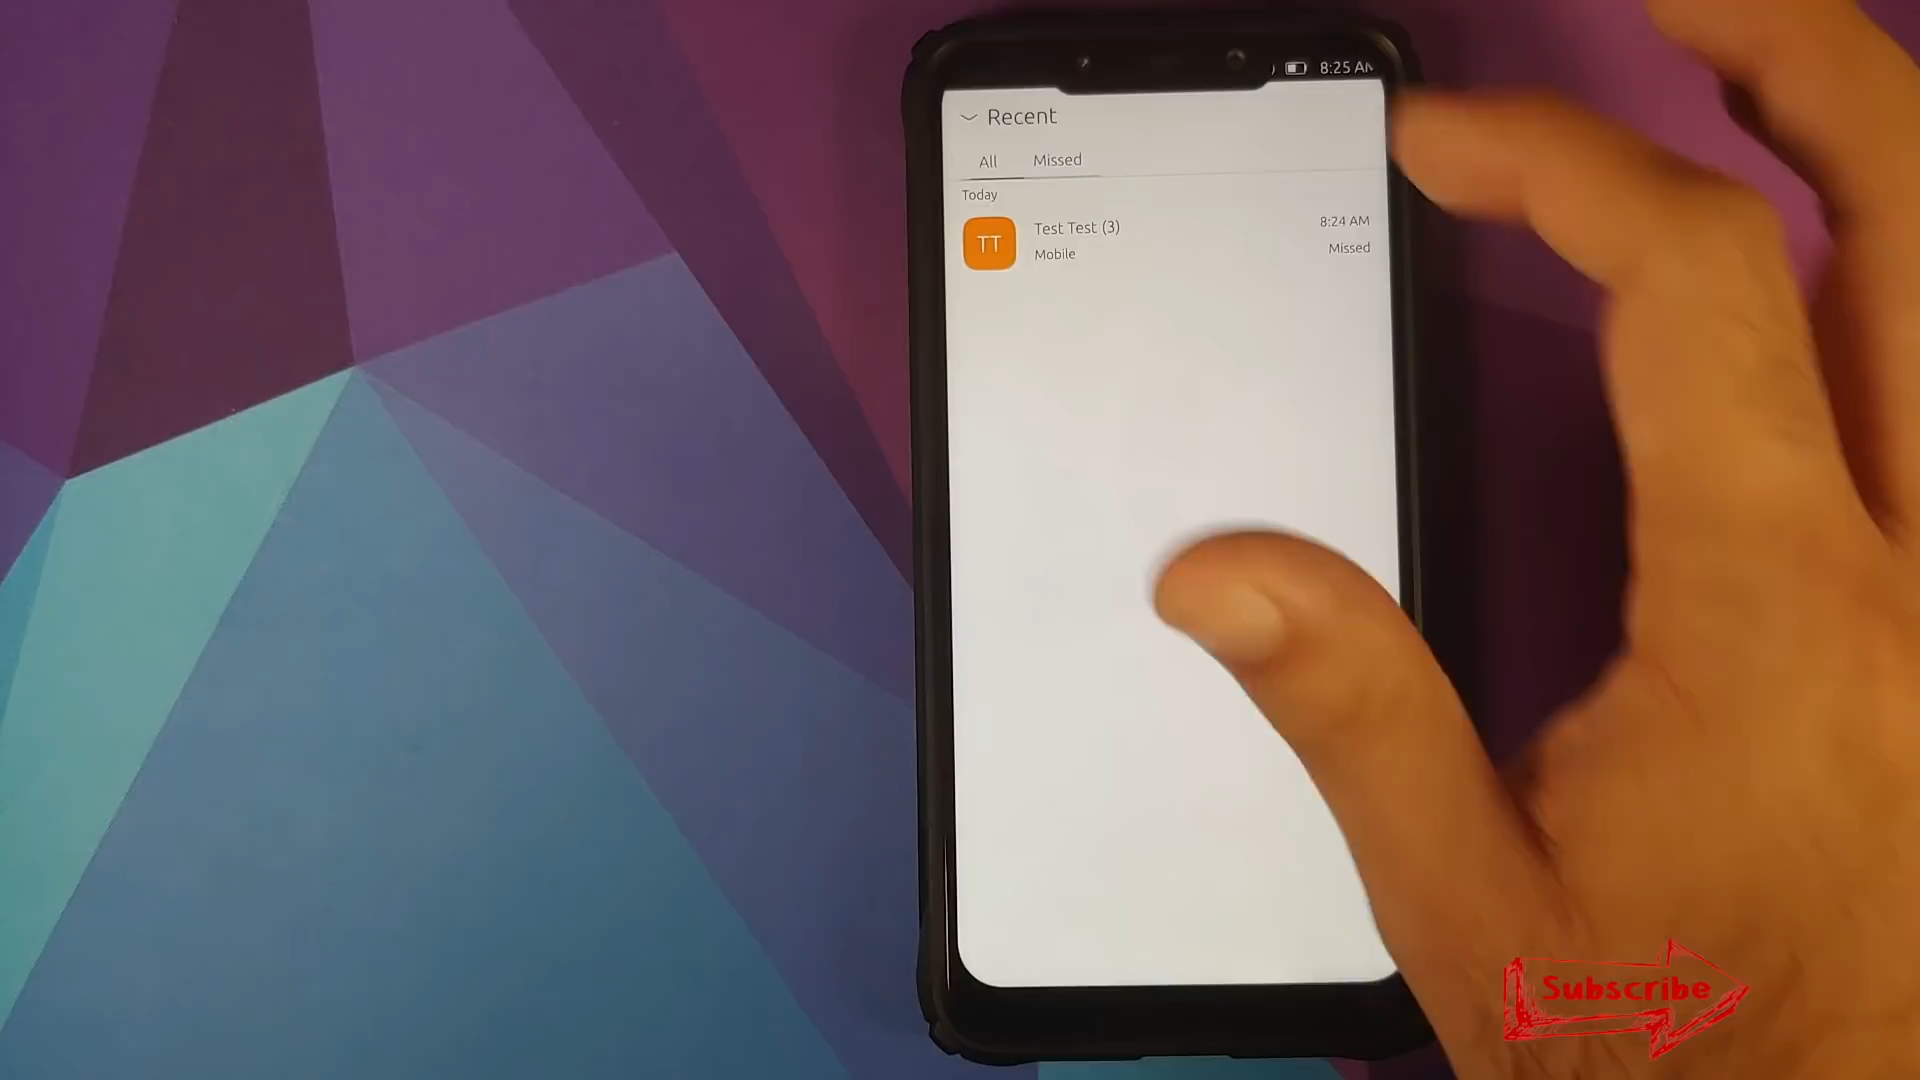 8:25 AM
Recent
All Missed
Today
TT
Test Test (3)
8:24 AM
Mobile
Missed
Subscribe